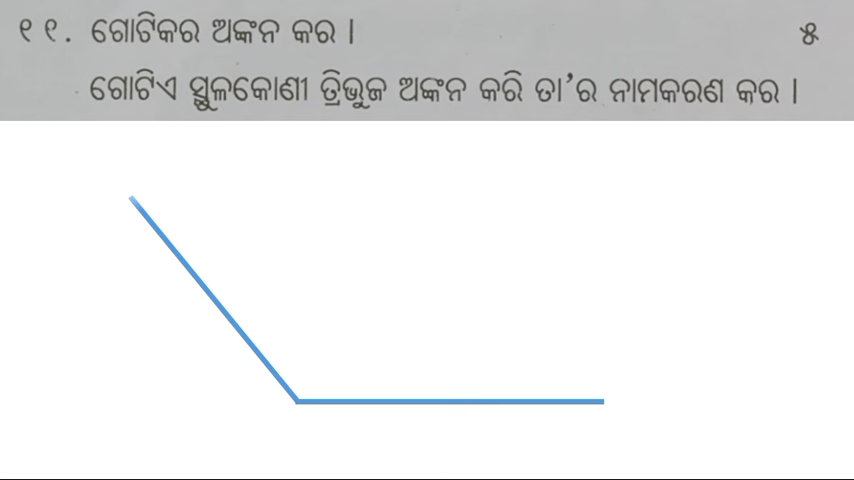 ୧୧. ଗୋଟିକର ଅଙ୍କନ କର । ୫
ଗୋଟିଏ ସ୍ଥୁଳକୋଣୀ ତ୍ରିଭୁଜ ଅଙ୍କନ କରି ତା’ର ନାମକରଣ କର ।